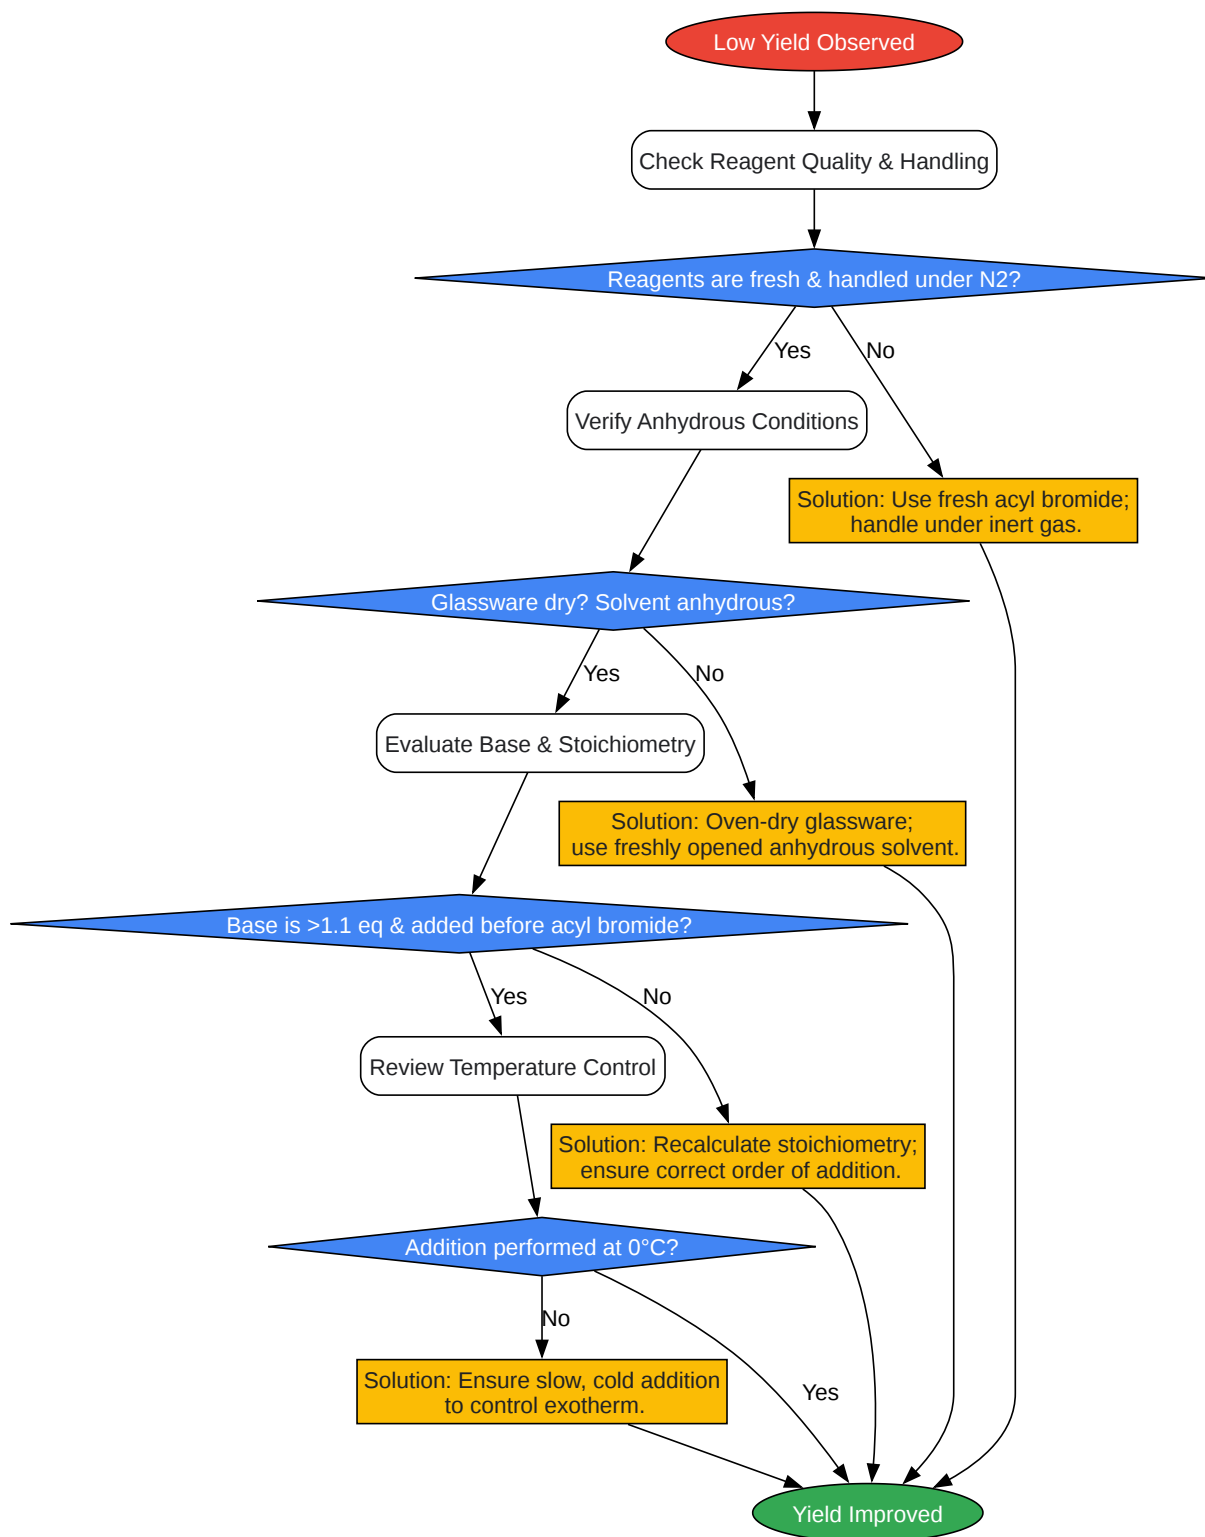 Low Yield Observed
Check Reagent Quality & Handling
Reagents are fresh & handled under N2?
Yes
No
Verify Anhydrous Conditions
Solution: Use fresh acyl bromide;
handle under inert gas.
Glassware dry? Solvent anhydrous?
Yes
No
Evaluate Base & Stoichiometry
Solution: Oven-dry glassware;
use freshly opened anhydrous solvent.
Base is >1.1 eq & added before acyl bromide?
Yes
No
Review Temperature Control
Solution: Recalculate stoichiometry;
ensure correct order of addition.
Addition performed at 0°C?
No
Solution: Ensure slow, cold addition
to control exotherm.
Yes
Yield Improved